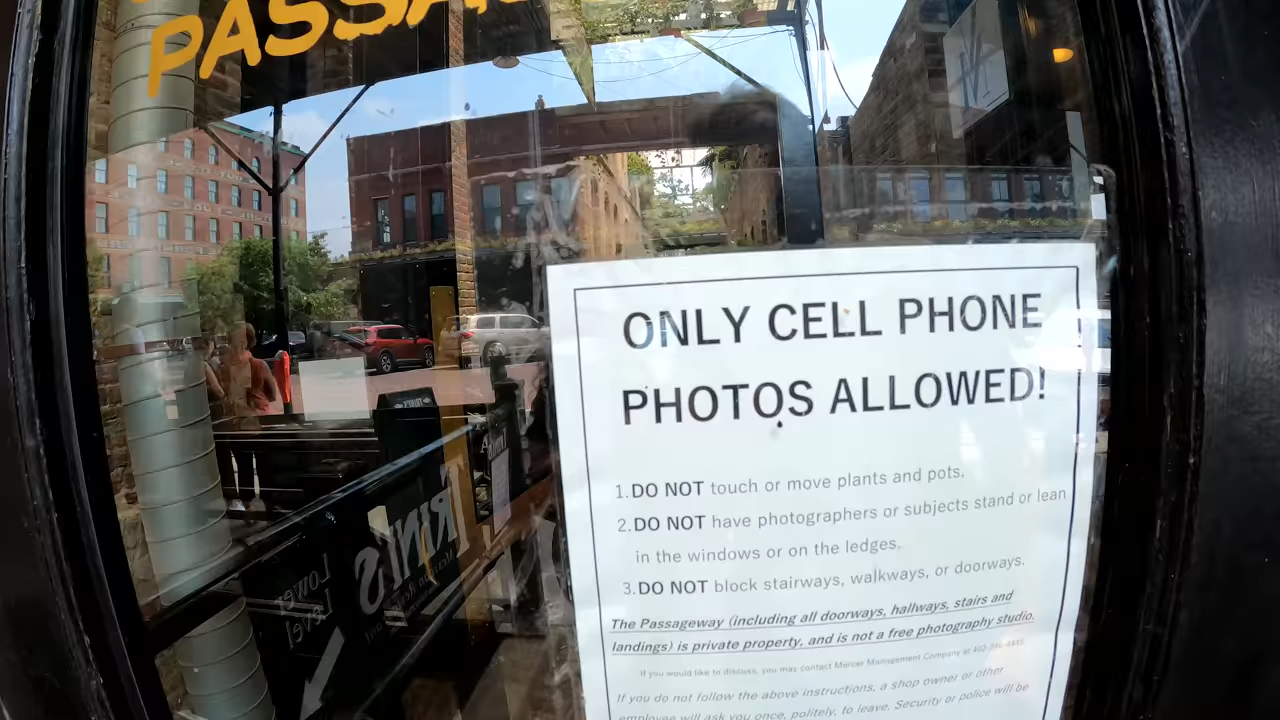 PASSA
ONLY CELL PHONE
PHOTOS ALLOWED!
1.DO NOT touch or move plants and pots.
2.DO NOT have photographers or subjects stand or lean
in the windows or on the ledges.
3.DO NOT block stairways, walkways, or doorways.
The Passageway (including all doorways, hallways, stairs and
landings) is private property, and is not a free photography studio.
If you would like to discuss, you may contact Mercer Management Company at
If you do not follow the above instructions, a shop owner or other
employee will ask you once, politely, to leave. Security or police will be
TRINI'S
Lower
Level